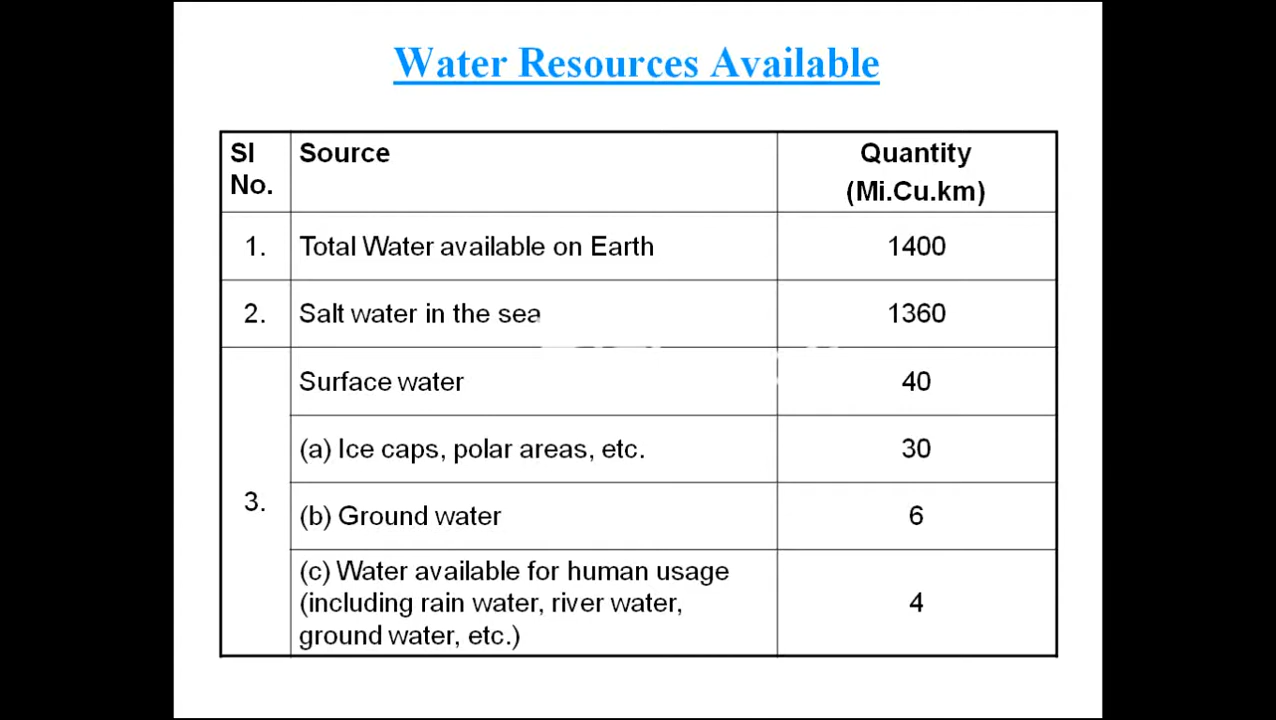 Water Resources Available
Sl No. Source Quantity (Mi.Cu.km)
1. Total Water available on Earth 1400
2. Salt water in the sea 1360
3.
Surface water 40
(a) Ice caps, polar areas, etc. 30
(b) Ground water 6
(c) Water available for human usage
(including rain water, river water,
ground water, etc.) 4